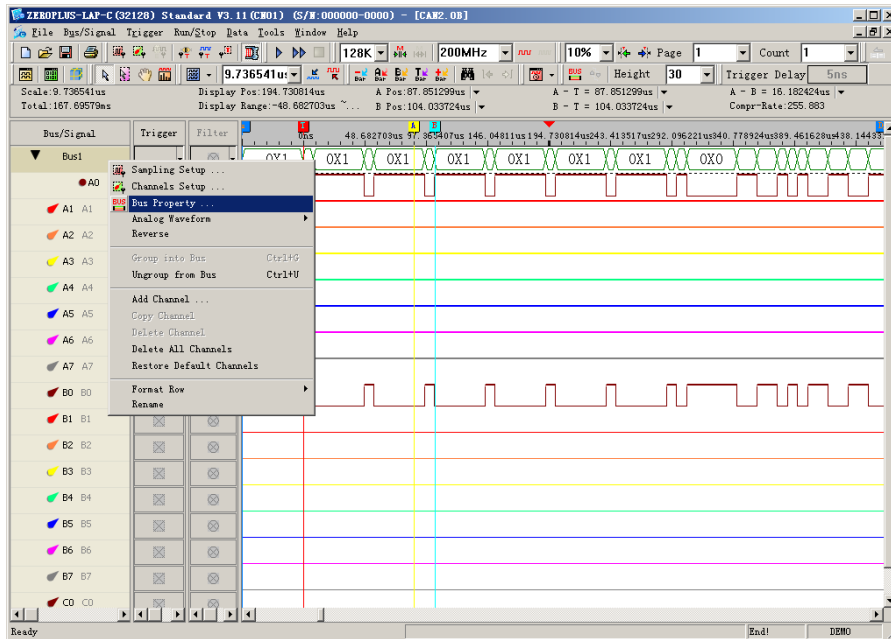 ZEROPLUS-LAP-C(32128) Standard V3.11(CN01) (S/N:000000-0000) - [CAN2.OB]
File Bus/Signal Trigger Run/Stop Data Tools Window Help
128K 200MHz 10% Page 1 Count 1
9.736541us Bar Bar Bar Bar Height 30 Trigger Delay 5ns
Scale:9.736541us Display Pos:194.730814us A Pos:87.851299us A - T = 87.851299us A - B = 16.182424us
Total:167.69579ms Display Range:-48.682703us ~... B Pos:104.033724us B - T = 104.033724us Compr-Rate:255.883
Bus/Signal Trigger Filter T A B
0ns 48.682703us 97.365407us 146.04811us 194.730814us 243.413517us 292.096221us 340.778924us 389.461628us 438.14433
Bus1 0X1 0X1 0X1 0X1 0X1 0X1 0X1 0X0
A0
A1 A1
A2 A2
A3 A3
A4 A4
A5 A5
A6 A6
A7 A7
B0 B0
B1 B1
B2 B2
B3 B3
B4 B4
B5 B5
B6 B6
B7 B7
C0 C0
Sampling Setup ...
Channels Setup ...
BUS Bus Property ...
Analog Waveform
Reverse
Group into Bus Ctrl+G
Ungroup from Bus Ctrl+U
Add Channel ...
Copy Channel
Delete Channel
Delete All Channels
Restore Default Channels
Format Row
Rename
Ready End! DEMO